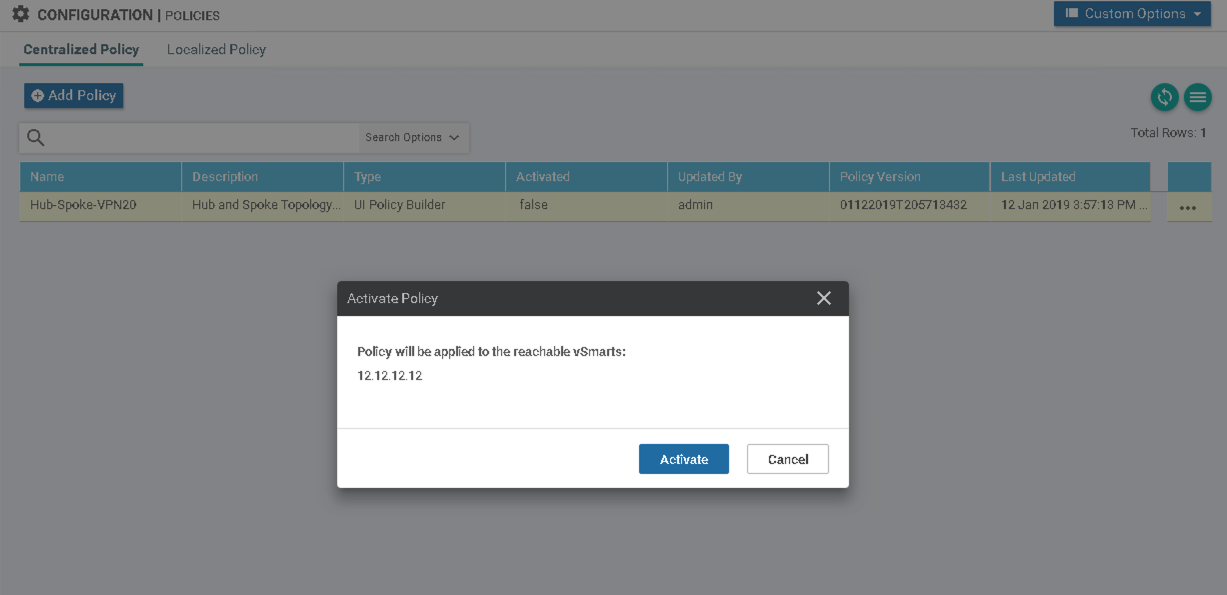 CONFIGURATION | POLICIES
Custom Options
Centralized Policy Localized Policy
Add Policy
Search Options
Total Rows: 1
Name Description Type Activated Updated By Policy Version Last Updated
Hub-Spoke-VPN20 Hub and Spoke Topology... UI Policy Builder false admin 01122019T205713432 12 Jan 2019 3:57:13 PM ...
Activate Policy
Policy will be applied to the reachable vSmarts:
12.12.12.12
Activate Cancel